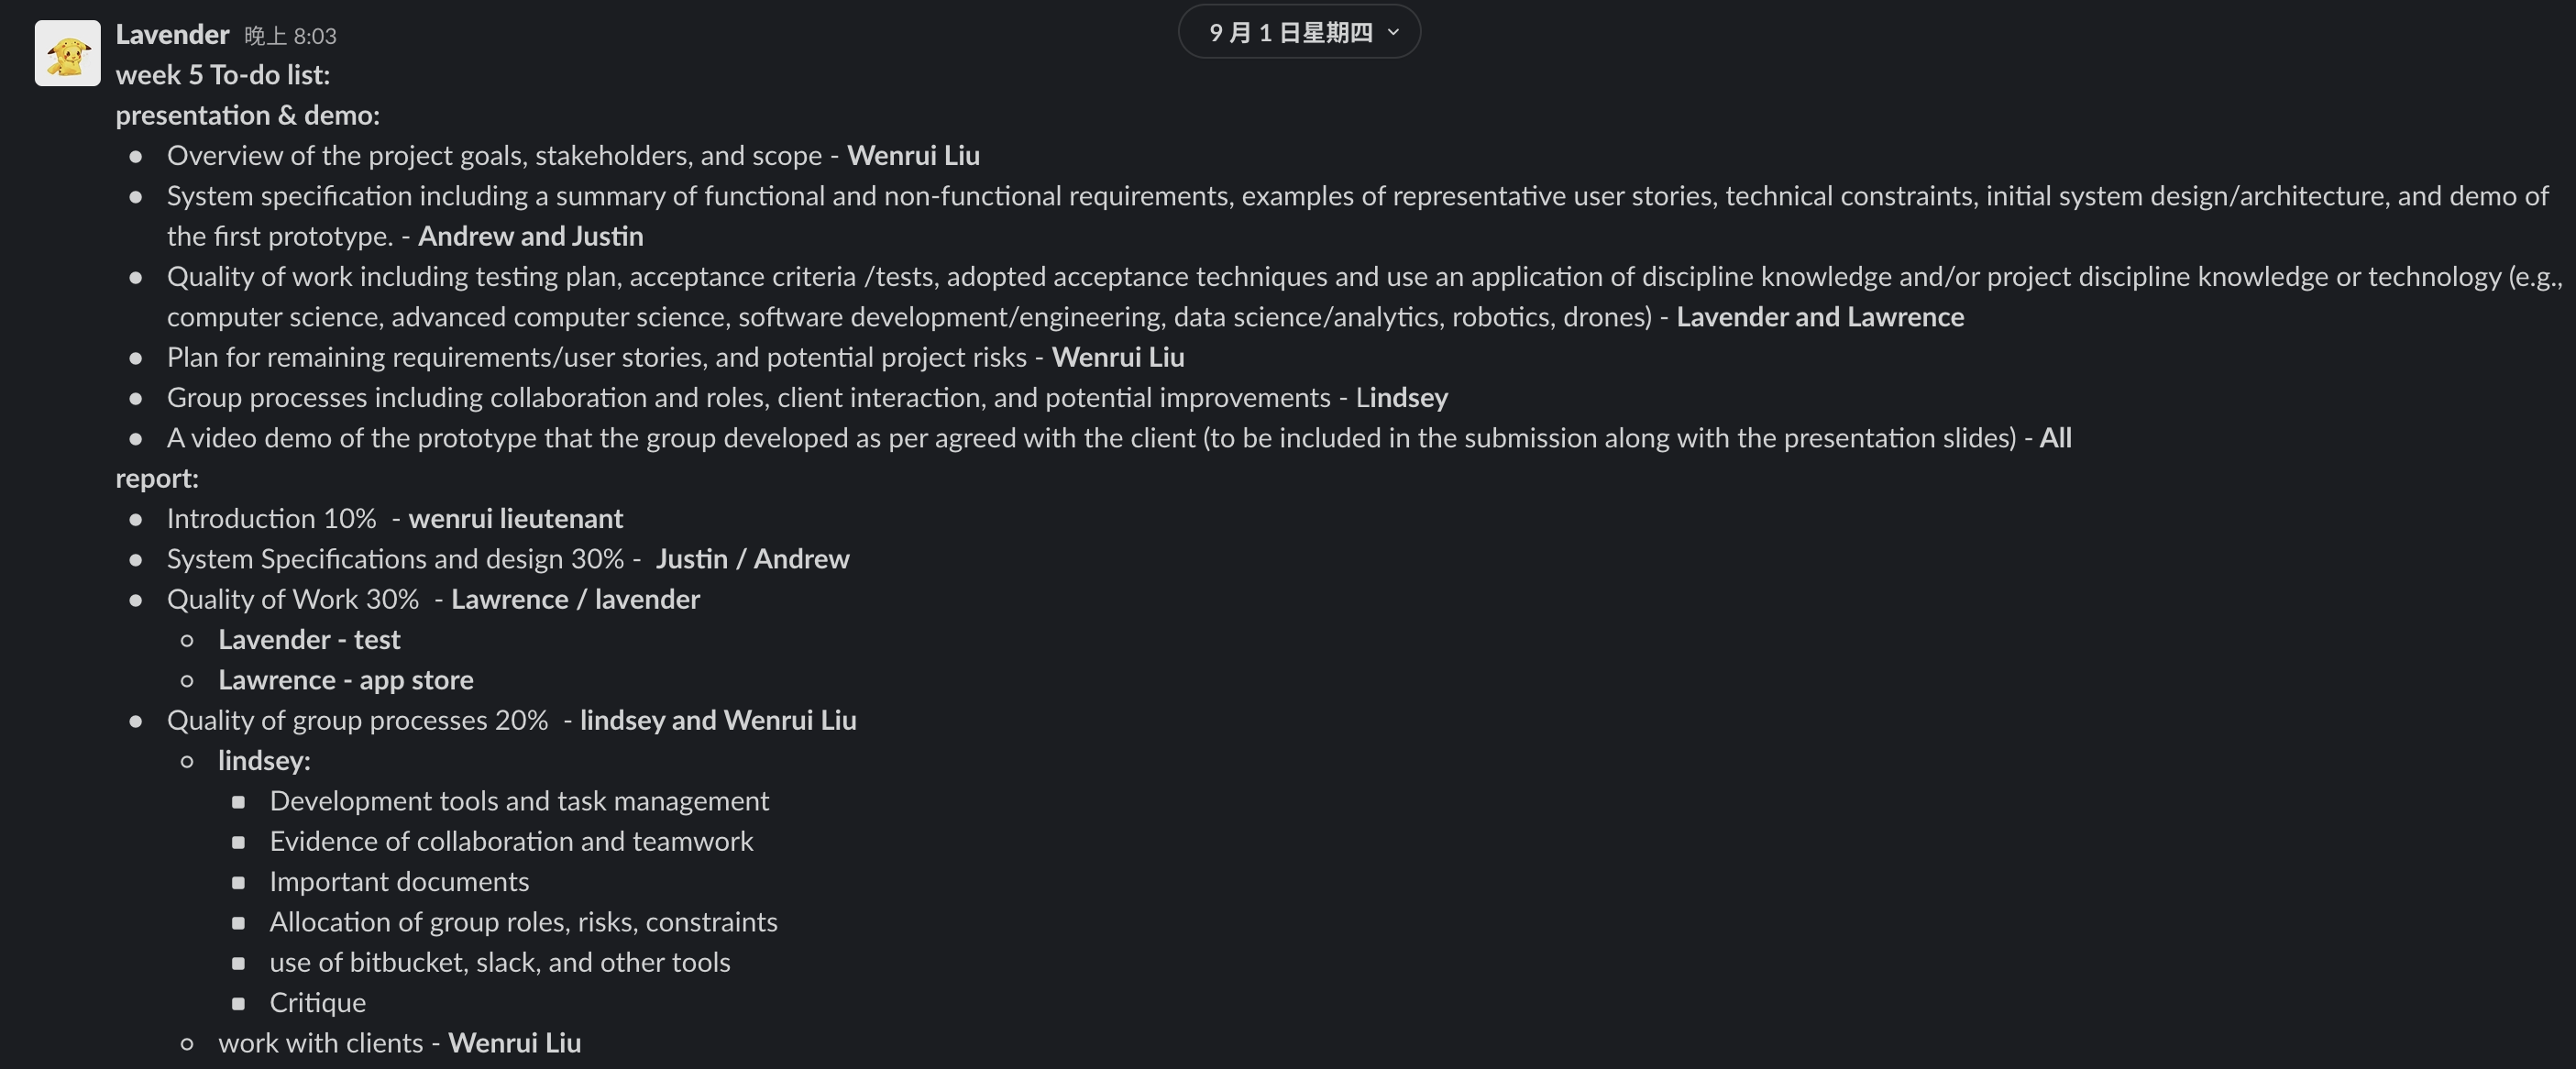 Lavender 晚上 8:03
9 月 1 日星期四
week 5 To-do list:
presentation & demo:
Overview of the project goals, stakeholders, and scope - Wenrui Liu
System specification including a summary of functional and non-functional requirements, examples of representative user stories, technical constraints, initial system design/architecture, and demo of
the first prototype. - Andrew and Justin
Quality of work including testing plan, acceptance criteria /tests, adopted acceptance techniques and use an application of discipline knowledge and/or project discipline knowledge or technology (e.g.,
computer science, advanced computer science, software development/engineering, data science/analytics, robotics, drones) - Lavender and Lawrence
Plan for remaining requirements/user stories, and potential project risks - Wenrui Liu
Group processes including collaboration and roles, client interaction, and potential improvements - Lindsey
A video demo of the prototype that the group developed as per agreed with the client (to be included in the submission along with the presentation slides) - All
report:
Introduction 10%  - wenrui lieutenant
System Specifications and design 30% -  Justin / Andrew
Quality of Work 30%  - Lawrence / lavender
Lavender - test
Lawrence - app store
Quality of group processes 20%  - lindsey and Wenrui Liu
lindsey:
Development tools and task management
Evidence of collaboration and teamwork
Important documents
Allocation of group roles, risks, constraints
use of bitbucket, slack, and other tools
Critique
work with clients - Wenrui Liu